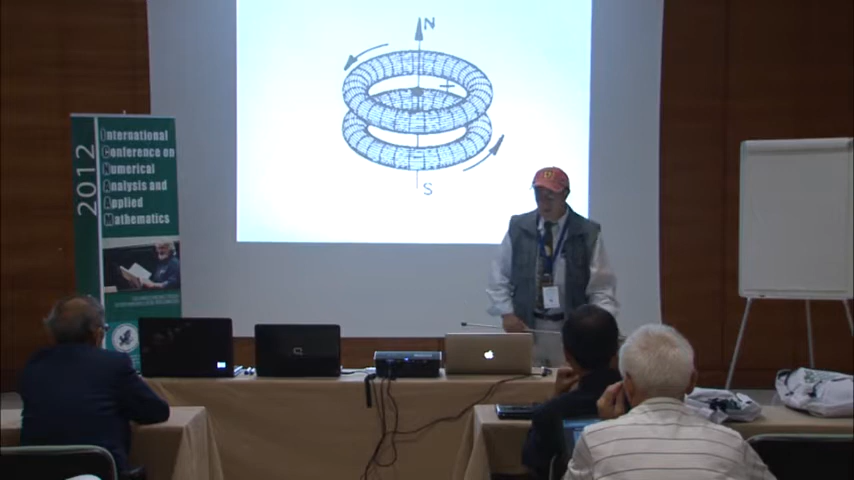 N
+
S
2012
International
Conference on
Numerical
Analysis and
Applied
Mathematics